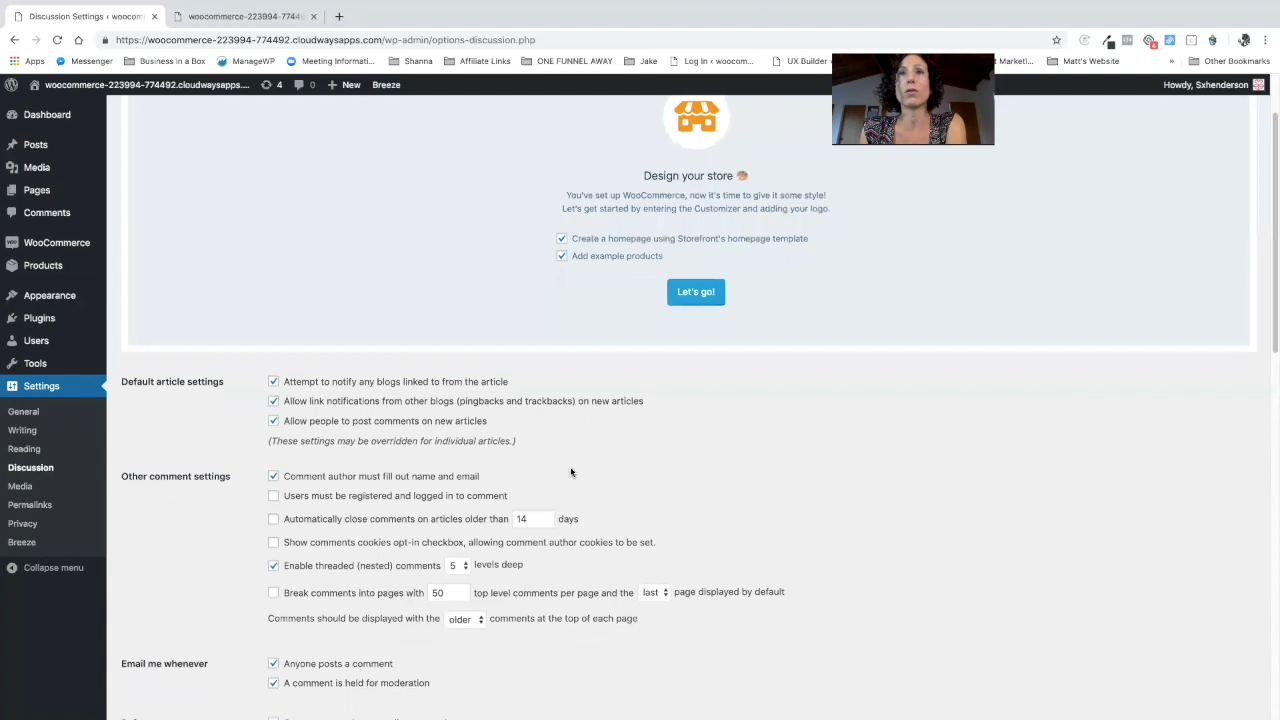 Discussion Settings ‹ woocom
woocommerce-223994-7744
https://woocommerce-223994-774492.cloudwaysapps.com/wp-admin/options-discussion.php
Apps
Messenger
Business in a Box
ManageWP
Meeting Informati...
Shanna
Affiliate Links
ONE FUNNEL AWAY
Jake
Log In ‹ woocom...
UX Builder
t Marketi...
Matt's Website
»
Other Bookmarks
woocommerce-223994-774492.cloudwaysapps....
4
0
+ New
Breeze
Howdy, Sxhenderson
Dashboard
Posts
Media
Pages
Comments
WooCommerce
Products
Appearance
Plugins
Users
Tools
Settings
General
Writing
Reading
Discussion
Media
Permalinks
Privacy
Breeze
Collapse menu
Design your store
You've set up WooCommerce, now it's time to give it some style!
Let's get started by entering the Customizer and adding your logo.
Create a homepage using Storefront's homepage template
Add example products
Let's go!
Default article settings
Attempt to notify any blogs linked to from the article
Allow link notifications from other blogs (pingbacks and trackbacks) on new articles
Allow people to post comments on new articles
(These settings may be overridden for individual articles.)
Other comment settings
Comment author must fill out name and email
Users must be registered and logged in to comment
Automatically close comments on articles older than 14 days
Show comments cookies opt-in checkbox, allowing comment author cookies to be set.
Enable threaded (nested) comments 5 levels deep
Break comments into pages with 50 top level comments per page and the last page displayed by default
Comments should be displayed with the older comments at the top of each page
Email me whenever
Anyone posts a comment
A comment is held for moderation